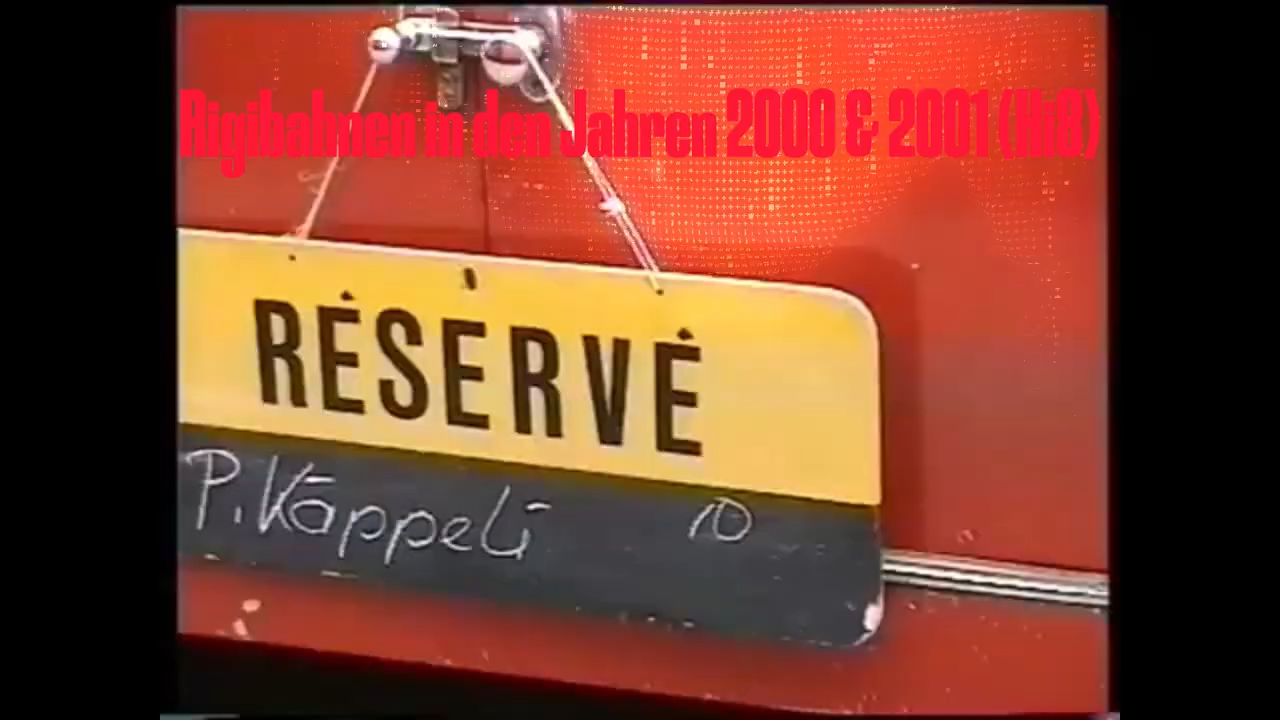 Rigibahnen in den Jahren 2000 & 2001 (Hi8)
RÉSERVÉ
P. Käppeli 10